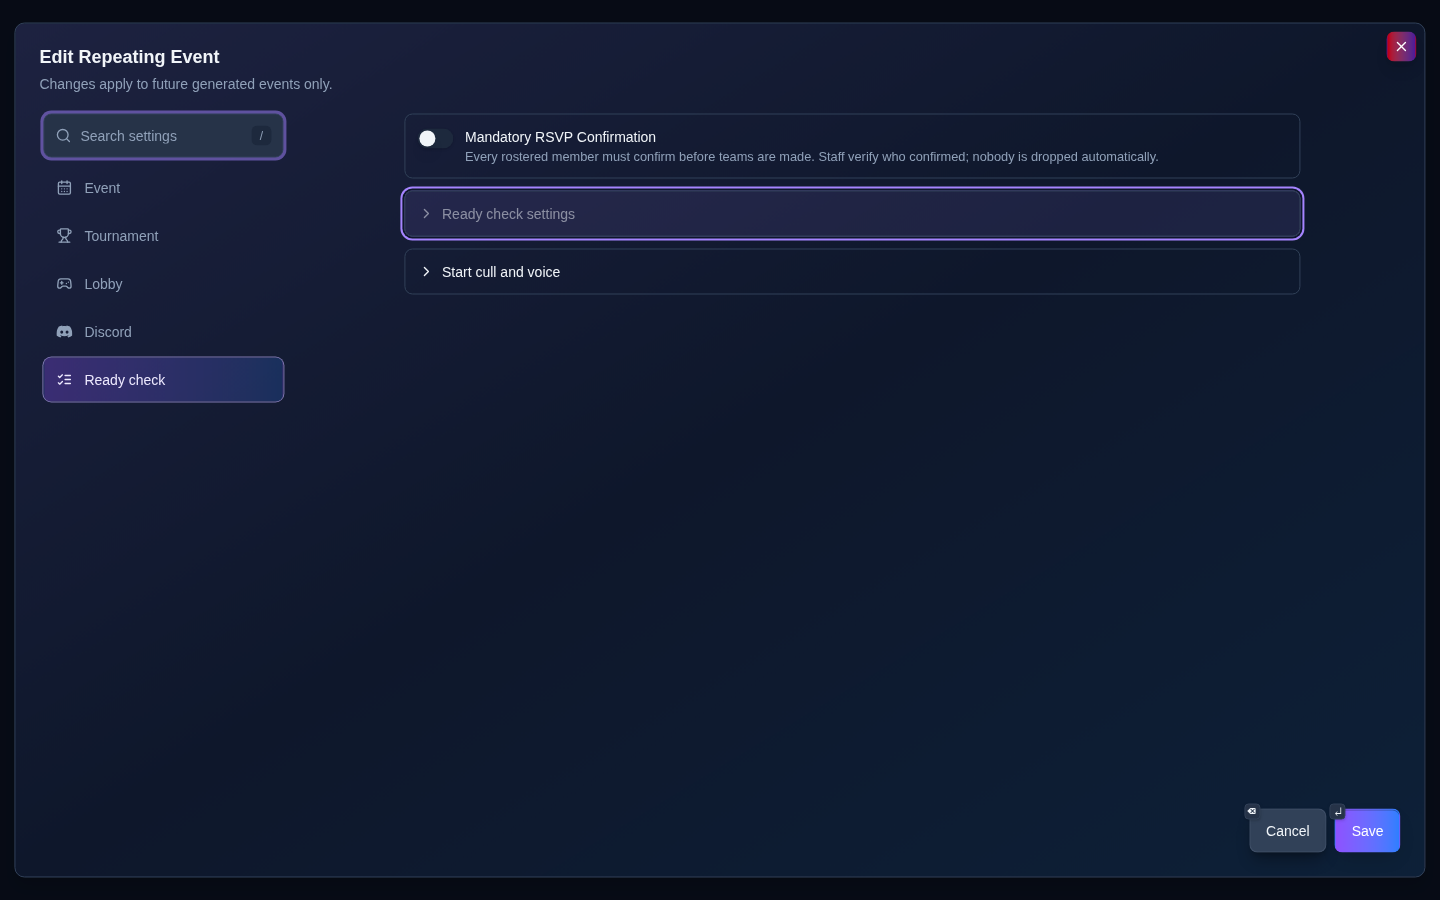 Edit Repeating Event
Changes apply to future generated events only.
Search settings /
Event
Tournament
Lobby
Discord
Ready check
Mandatory RSVP Confirmation
Every rostered member must confirm before teams are made. Staff verify who confirmed; nobody is dropped automatically.
Ready check settings
Start cull and voice
Cancel
Save